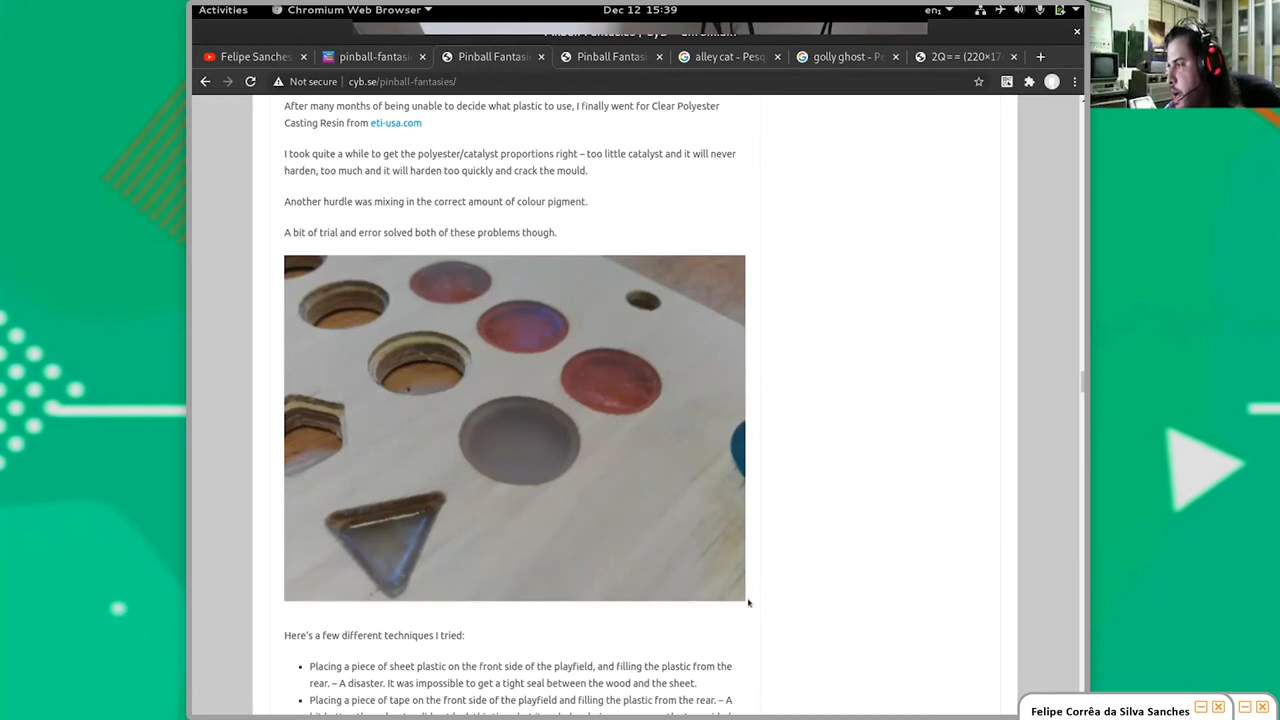 Activities
Chromium Web Browser
Dec 12 15:39
en₁
Felipe Sanches
pinball-fantas
Pinball Fantasi
Pinball Fantasi
alley cat - Pesq
golly ghost - Pe
2Q== (220×17
Not secure
cyb.se/pinball-fantasies/
After many months of being unable to decide what plastic to use, I finally went for Clear Polyester
Casting Resin from eti-usa.com
I took quite a while to get the polyester/catalyst proportions right – too little catalyst and it will never
harden, too much and it will harden too quickly and crack the mould.
Another hurdle was mixing in the correct amount of colour pigment.
A bit of trial and error solved both of these problems though.
Here's a few different techniques I tried:
Placing a piece of sheet plastic on the front side of the playfield, and filling the plastic from the
rear. – A disaster. It was impossible to get a tight seal between the wood and the sheet.
Placing a piece of tape on the front side of the playfield and filling the plastic from the rear. – A
Felipe Corrêa da Silva Sanches